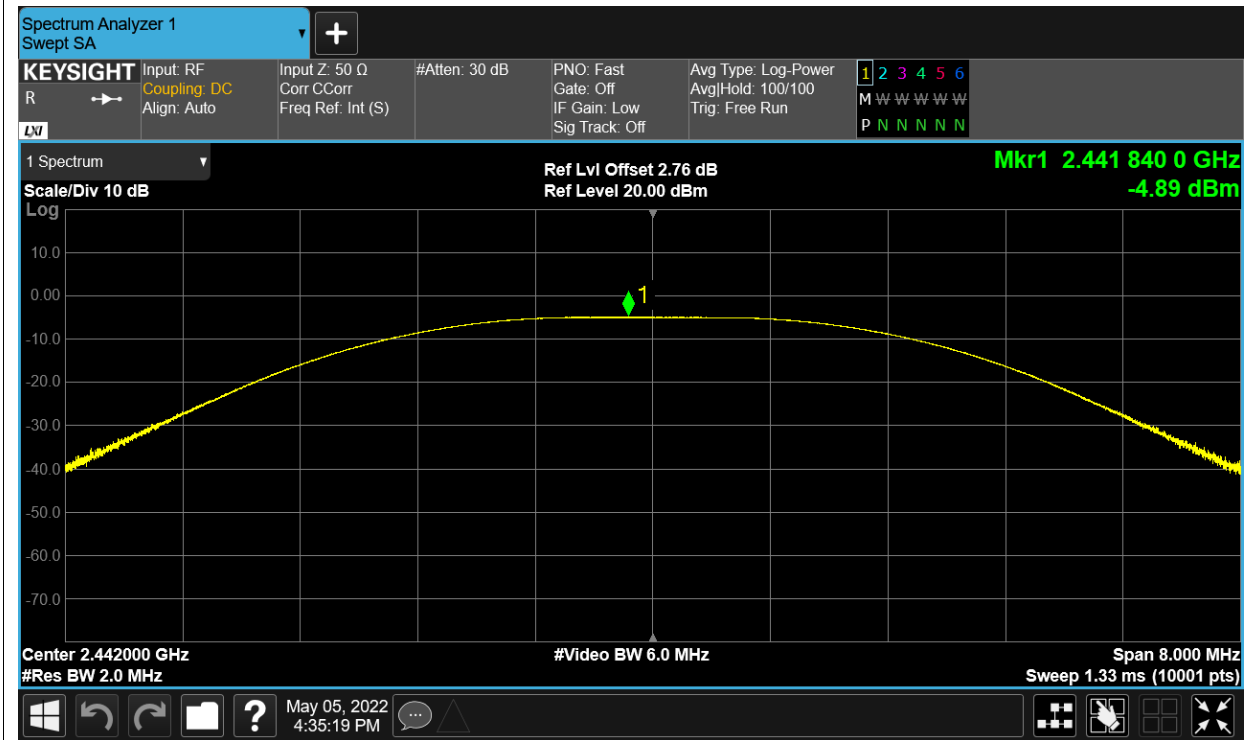 Spectrum Analyzer 1
Swept SA
KEYSIGHT
R
LXI
Input: RF
Coupling: DC
Align: Auto
Input Z: 50 Ω
Corr CCorr
Freq Ref: Int (S)
#Atten: 30 dB
PNO: Fast
Gate: Off
IF Gain: Low
Sig Track: Off
Avg Type: Log-Power
Avg|Hold: 100/100
Trig: Free Run
1 2 3 4 5 6
M W W W W W
P N N N N N
1 Spectrum
Scale/Div 10 dB
Log
Ref Lvl Offset 2.76 dB
Ref Level 20.00 dBm
Mkr1 2.441 840 0 GHz
-4.89 dBm
10.0
0.00
1
-10.0
-20.0
-30.0
-40.0
-50.0
-60.0
-70.0
Center 2.442000 GHz
#Res BW 2.0 MHz
#Video BW 6.0 MHz
Span 8.000 MHz
Sweep 1.33 ms (10001 pts)
?
May 05, 2022
4:35:19 PM